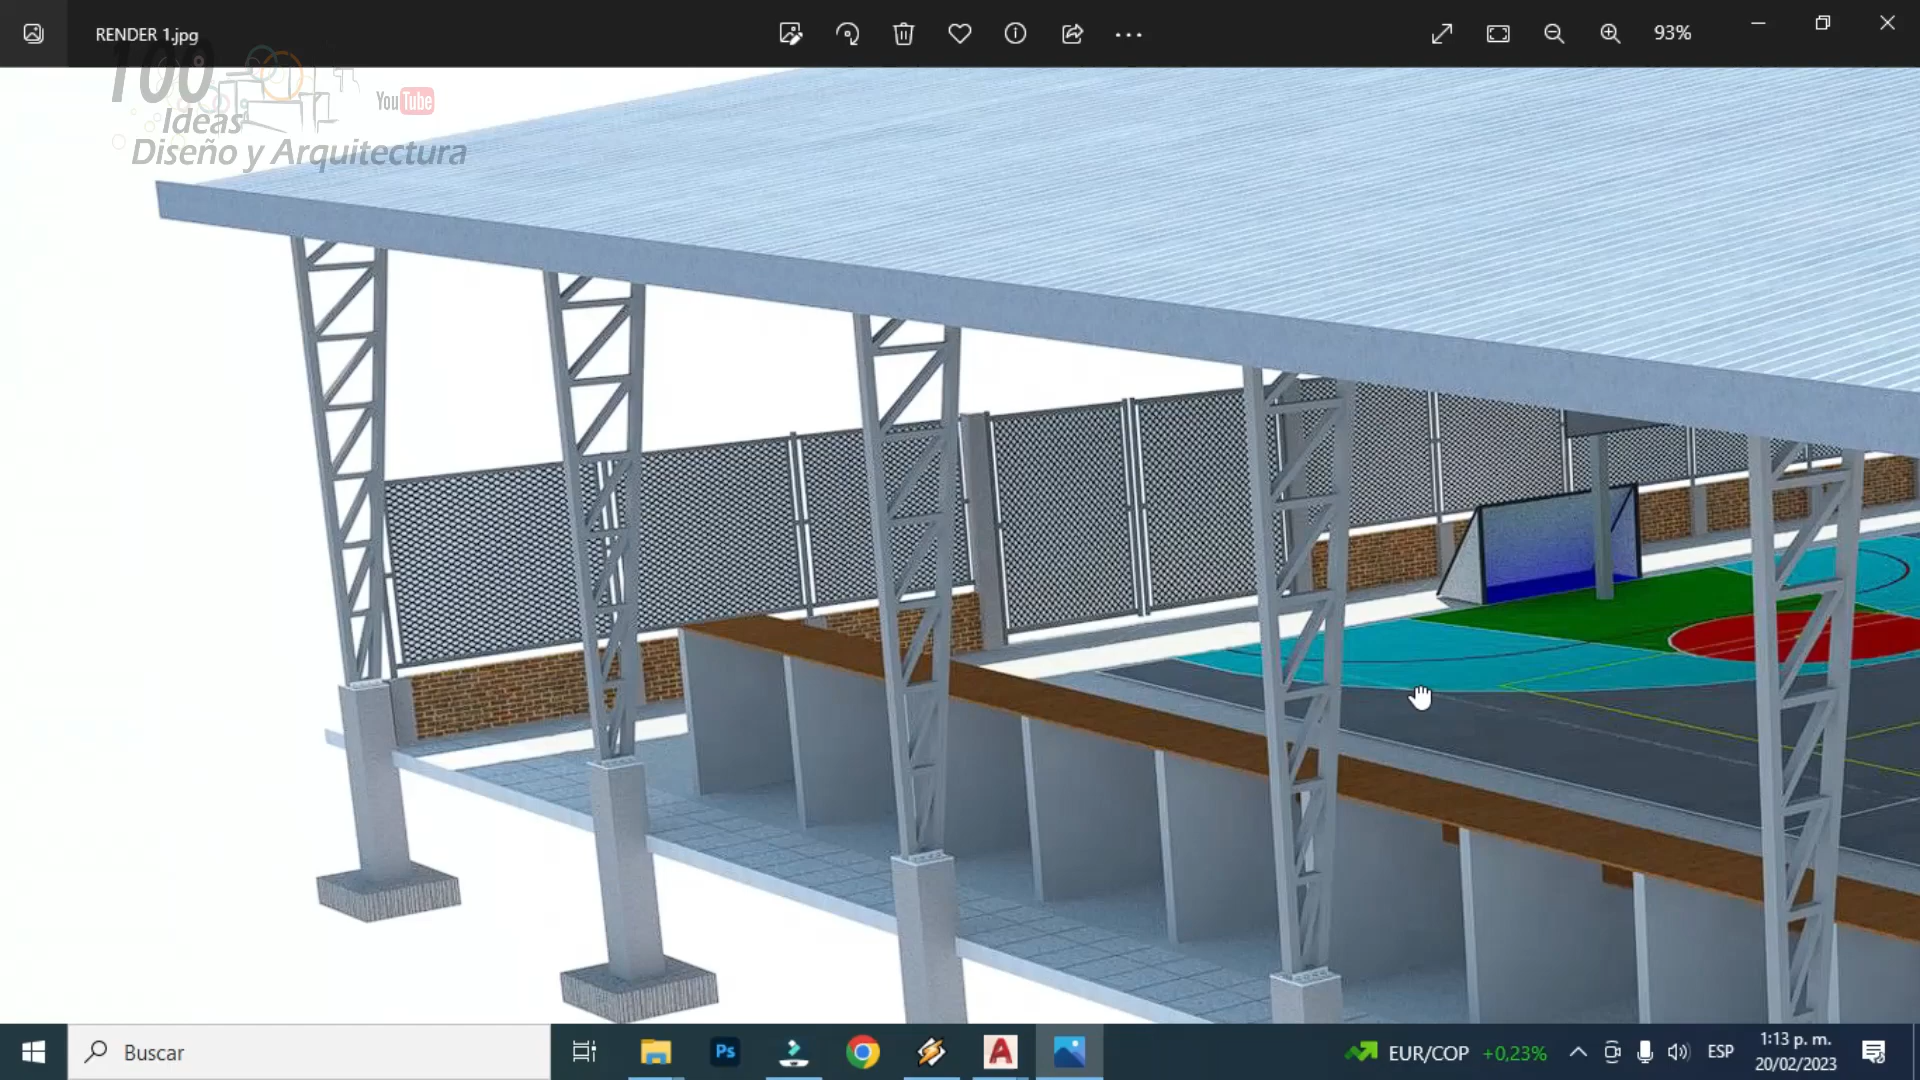 RENDER 1.jpg
93%
100
Ideas
Diseño y Arquitectura
YouTube
Buscar
Ps
EUR/COP +0,23%
ESP
1:13 p. m.
20/02/2023